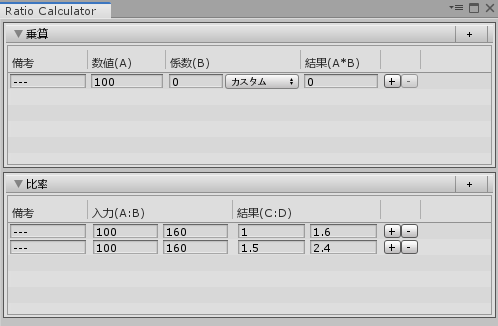 Ratio Calculator
▼乗算 +
備考 数値(A) 係数(B) 結果(A*B)
--- 100 0 カスタム 0 + -
▼比率 +
備考 入力(A:B) 結果(C:D)
--- 100 160 1 1.6 + -
--- 100 160 1.5 2.4 + -